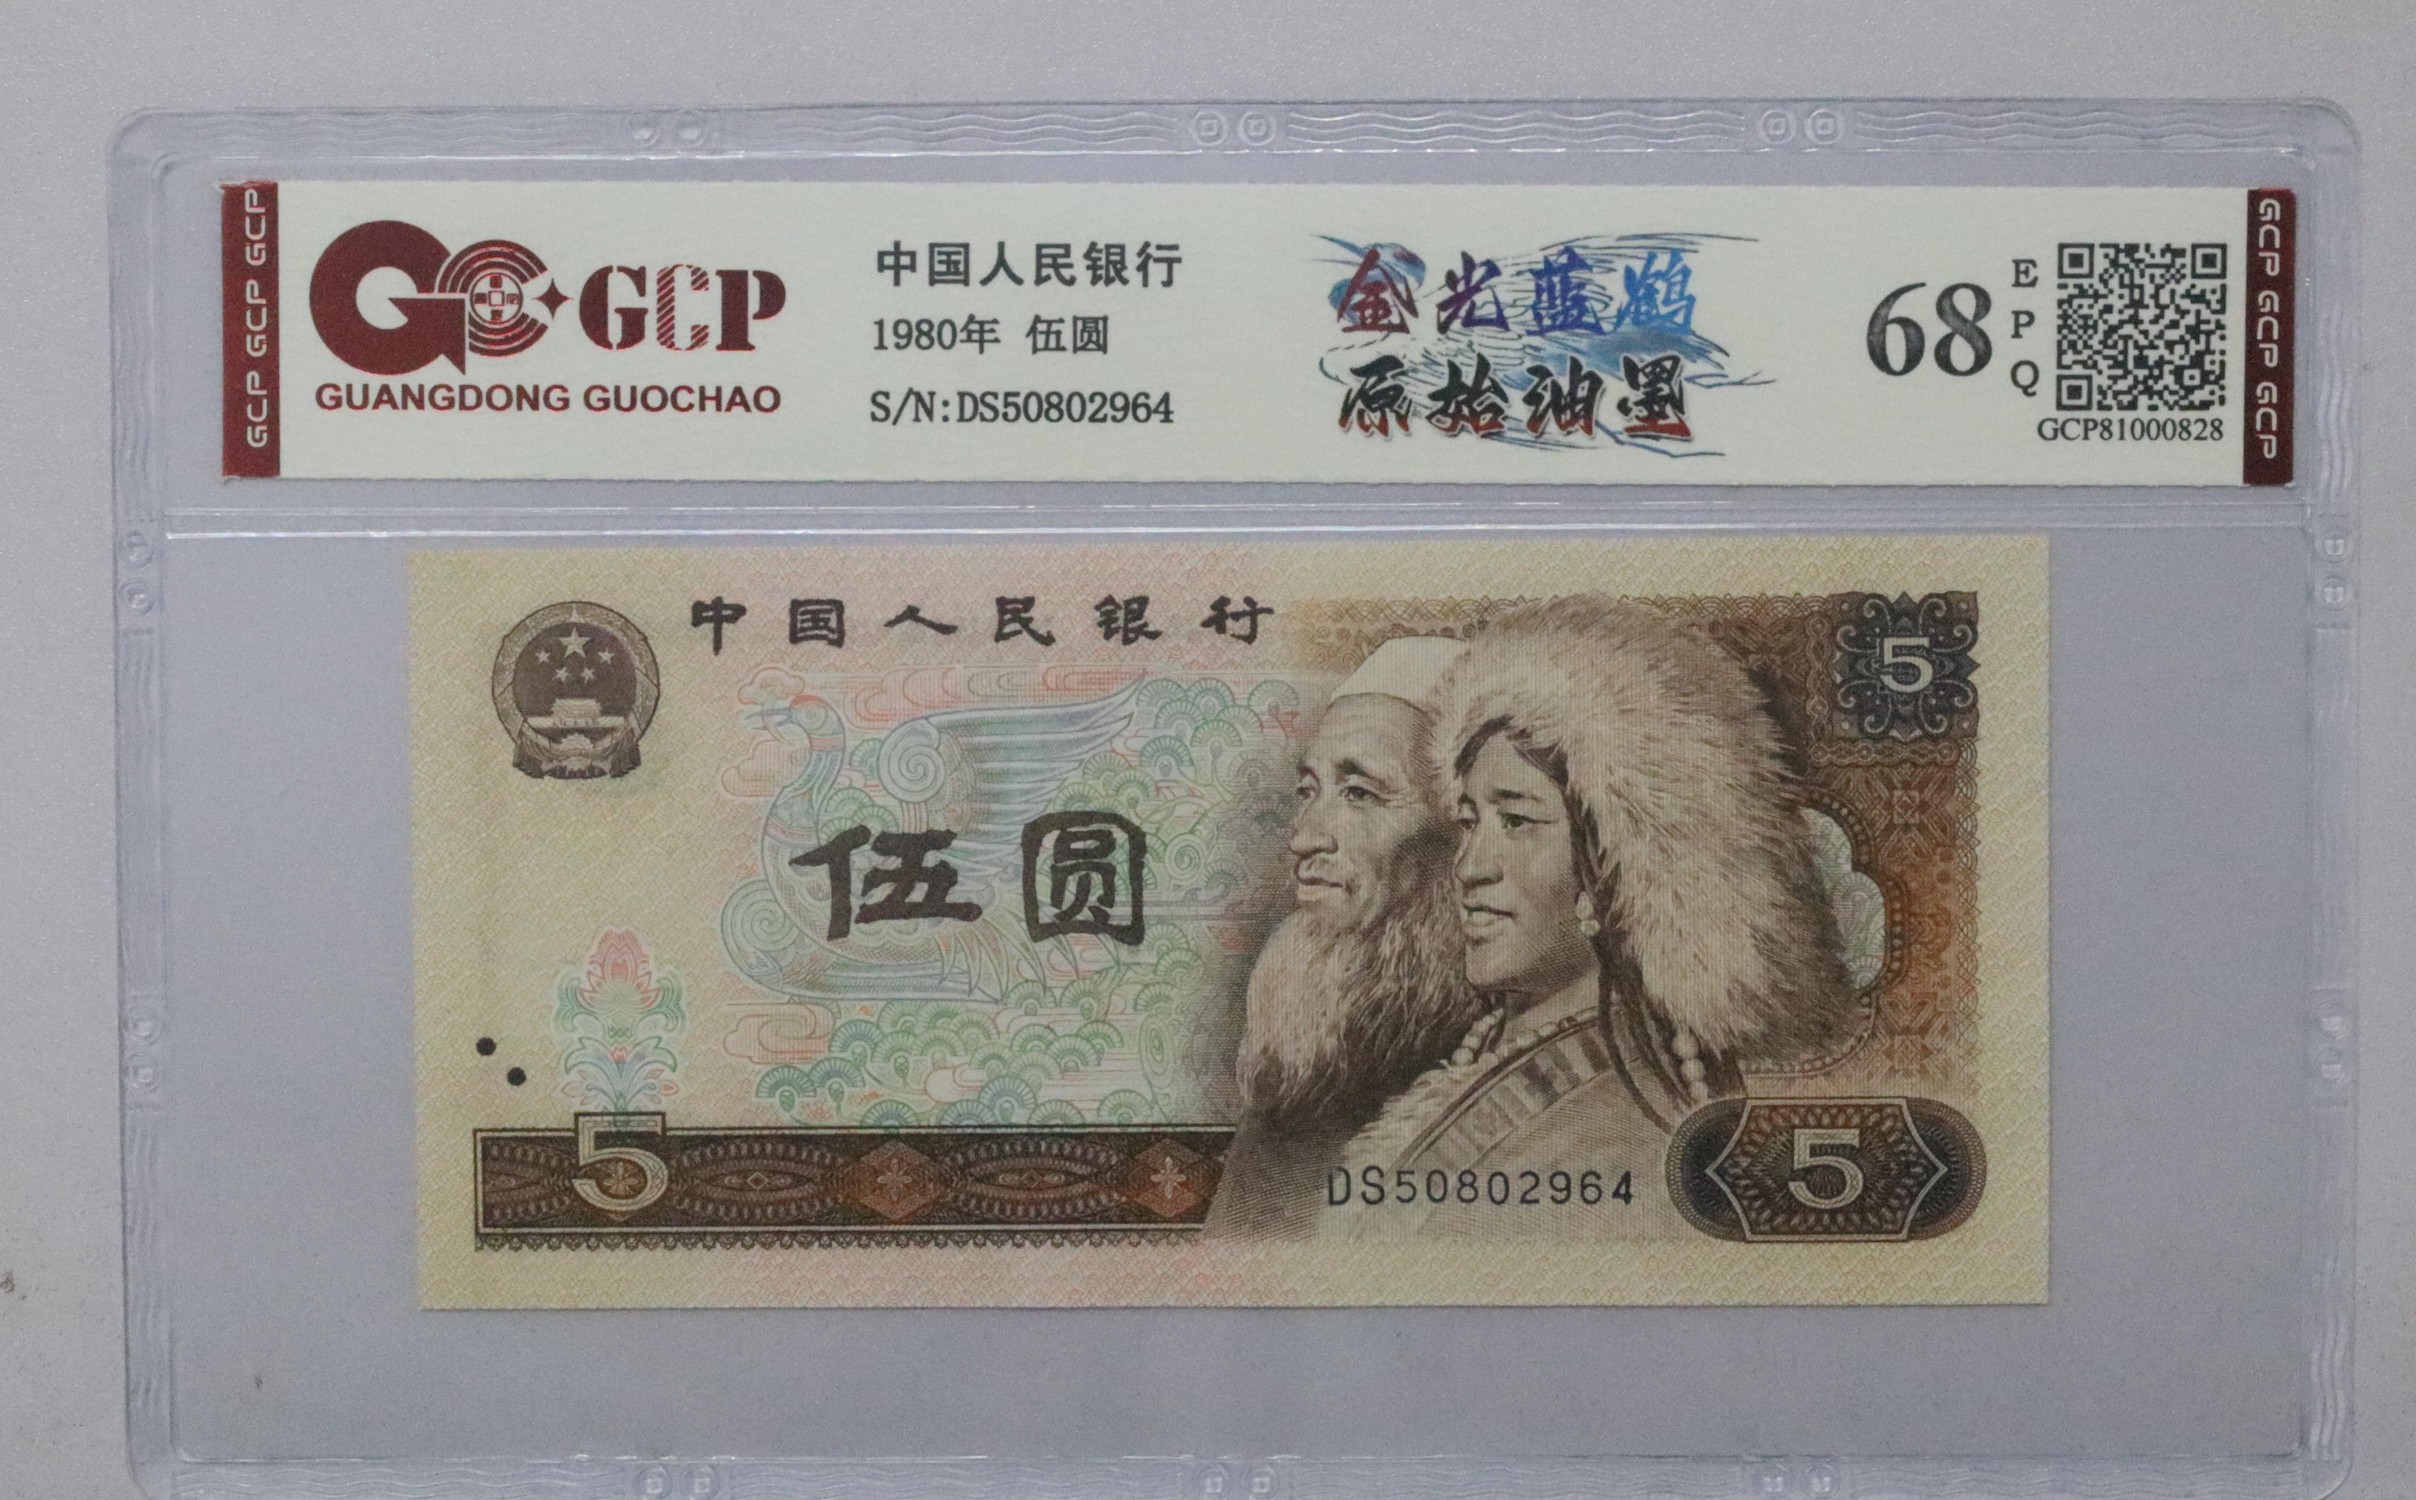 GCP GCP GCP
GCP
GUANGDONG GUOCHAO
中国人民银行
1980年 伍圆
S/N:DS50802964
金光蓝鹤
原始油墨
68
EPQ
GCP81000828
GCP GCP GCP
中国人民银行
5
伍圆
5
DS50802964
5